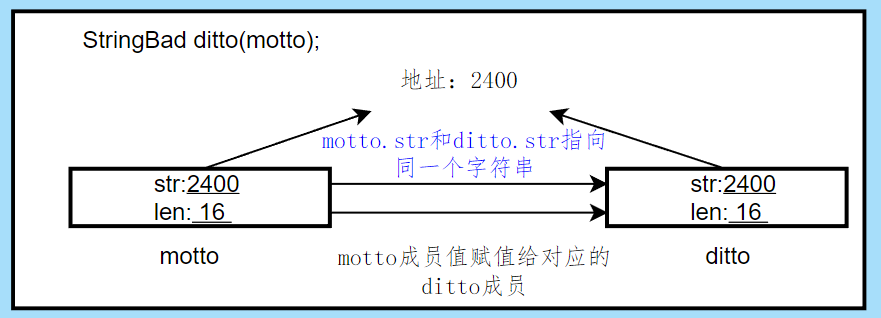 StringBad ditto(motto);
地址：2400
motto.str和ditto.str指向
同一个字符串
str:2400
len: 16
str:2400
len: 16
motto
motto成员值赋值给对应的
ditto成员
ditto